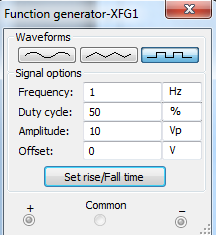 Function generator-XFG1
Waveforms
Signal options
Frequency: 1 Hz
Duty cycle: 50 %
Amplitude: 10 Vp
Offset: 0 V
Set rise/Fall time
+ Common −